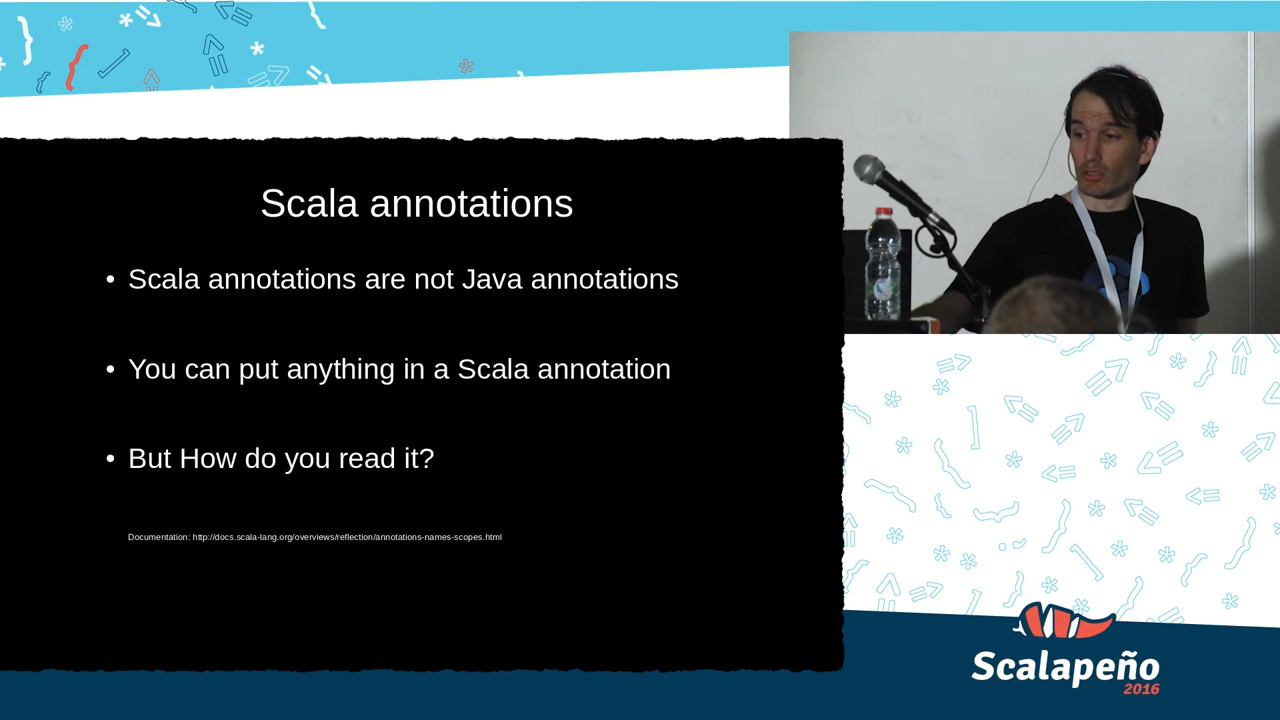 Scala annotations
• Scala annotations are not Java annotations
• You can put anything in a Scala annotation
• But How do you read it?
Documentation: http://docs.scala-lang.org/overviews/reflection/annotations-names-scopes.html
Scalapeño
2016